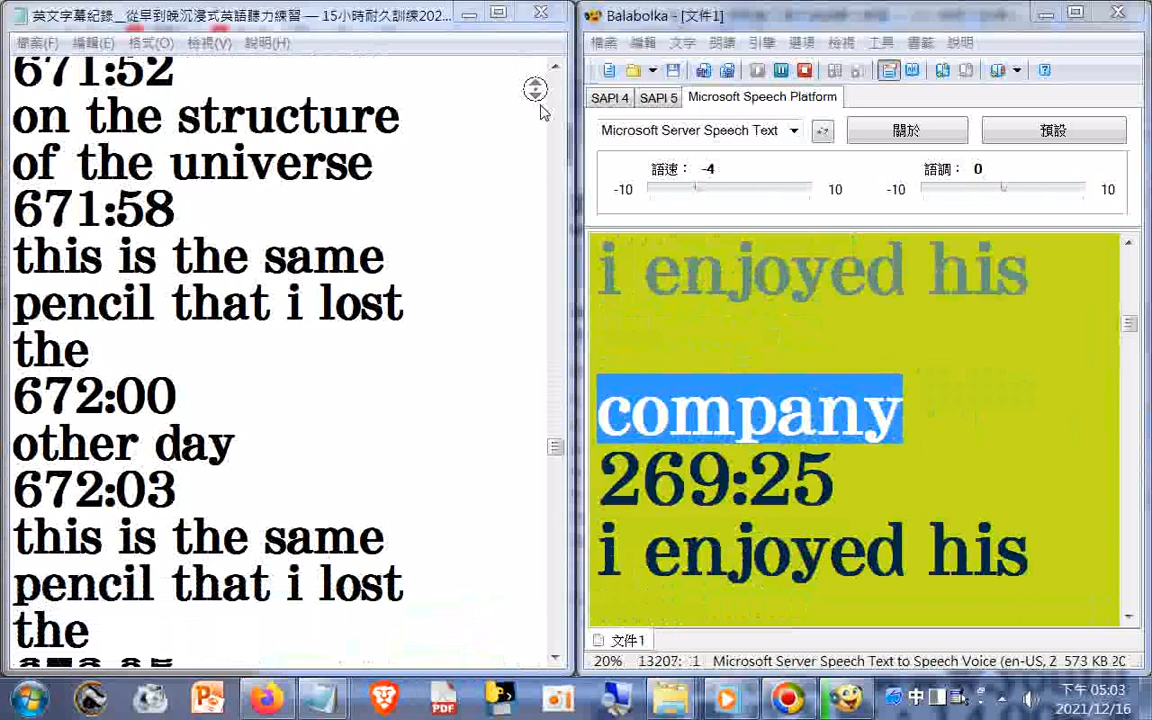 英文字幕紀錄__從早到晚沉浸式英語聽力練習 — 15小時耐久訓練202...
檔案(F) 編輯(E) 格式(O) 檢視(V) 說明(H)
671:52
on the structure
of the universe
671:58
this is the same
pencil that i lost
the
672:00
other day
672:03
this is the same
pencil that i lost
the
Balabolka - [文件1]
檔案 編輯 文字 朗讀 引擎 選項 檢視 工具 書籤 說明
SAPI 4 SAPI 5 Microsoft Speech Platform
Microsoft Server Speech Text 關於 預設
語速： -4 語調： 0
-10 10 -10 10
i enjoyed his
company
269:25
i enjoyed his
文件1
20% 13207: 1 Microsoft Server Speech Text to Speech Voice (en-US, 2 573 KB 20
PDF 中 下午 05:03
2021/12/16